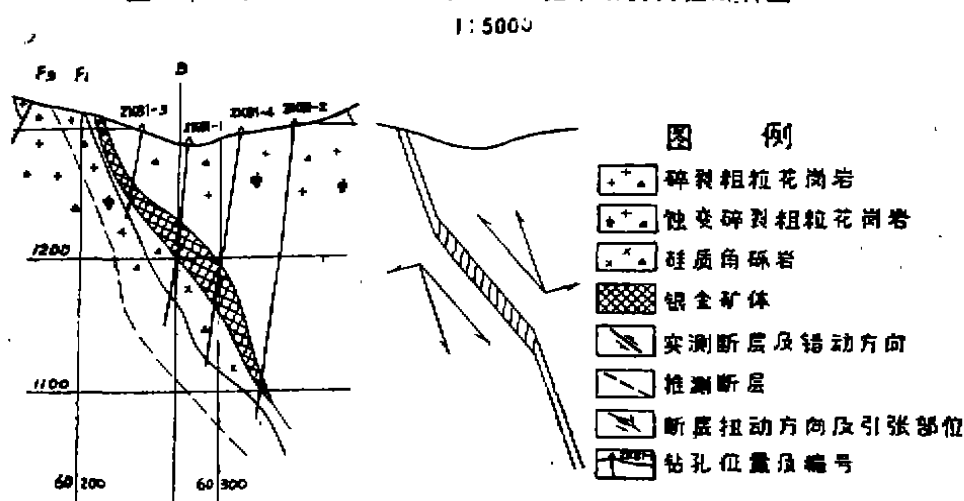 1:5000
F₃ F₁ B
ZK81-3 ZK81-1 ZK81-4 ZK81-2
1200
1100
60 200 60 300
图 例
碎裂粗粒花岗岩
蚀变碎裂粗粒花岗岩
硅质角砾岩
银金矿体
实测断层及错动方向
推测断层
断层扭动方向及引张部位
钻孔位置及编号